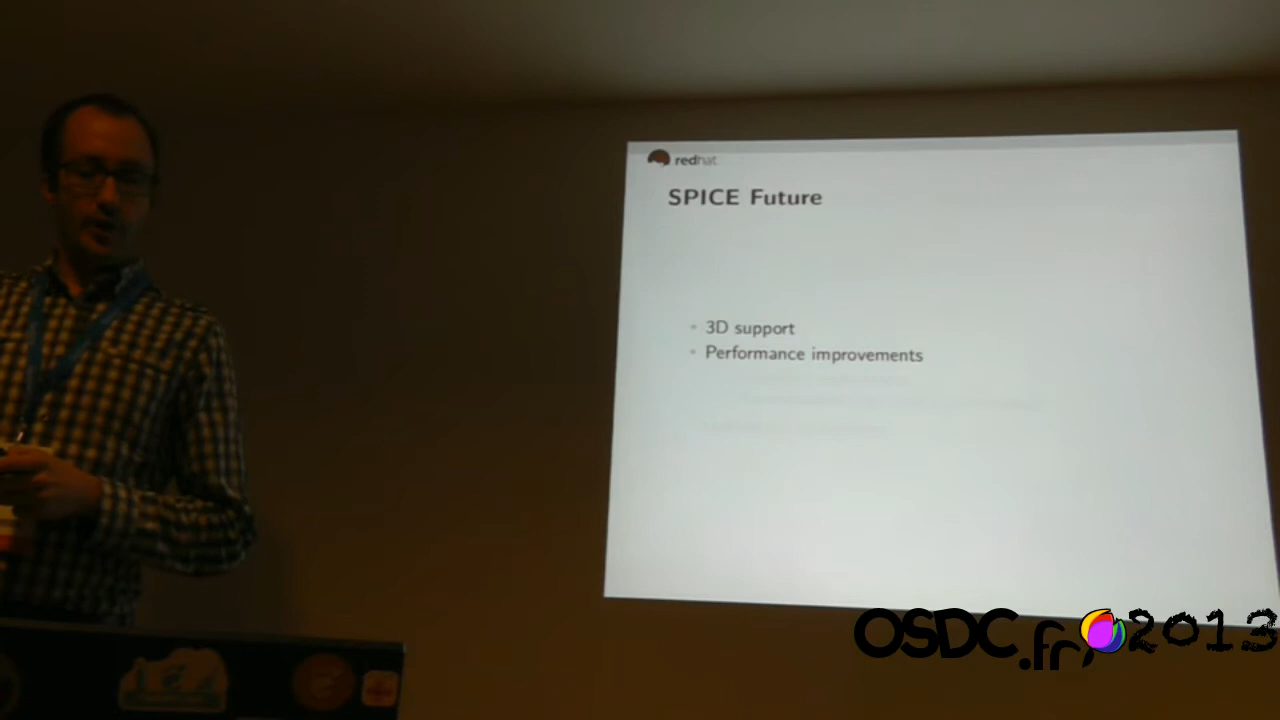 redhat
SPICE Future
• 3D support
• Performance improvements
OSDC.fr 2013